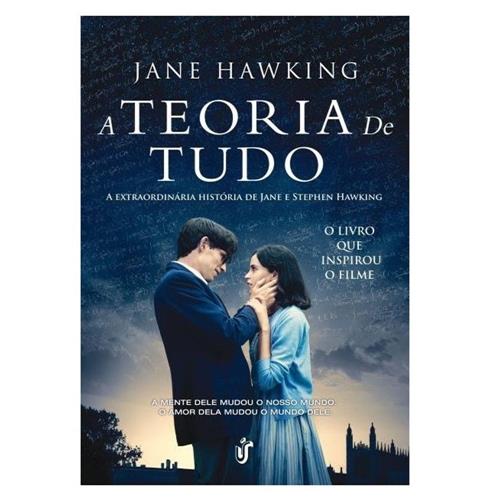 JANE HAWKING
A TEORIA De
TUDO
A EXTRAORDINÁRIA HISTÓRIA DE JANE E STEPHEN HAWKING
O LIVRO
QUE
INSPIROU
O FILME
A MENTE DELE MUDOU O NOSSO MUNDO.
O AMOR DELA MUDOU O MUNDO DELE.